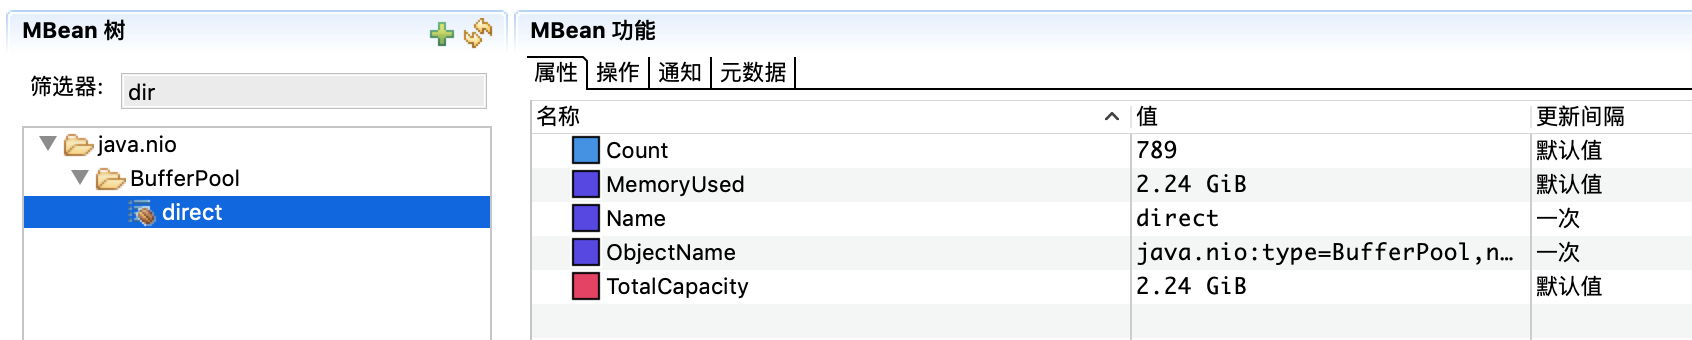 MBean 树
筛选器: dir
java.nio
BufferPool
direct
MBean 功能
属性 操作 通知 元数据
名称 值 更新间隔
Count 789 默认值
MemoryUsed 2.24 GiB 默认值
Name direct 一次
ObjectName java.nio:type=BufferPool,n… 一次
TotalCapacity 2.24 GiB 默认值